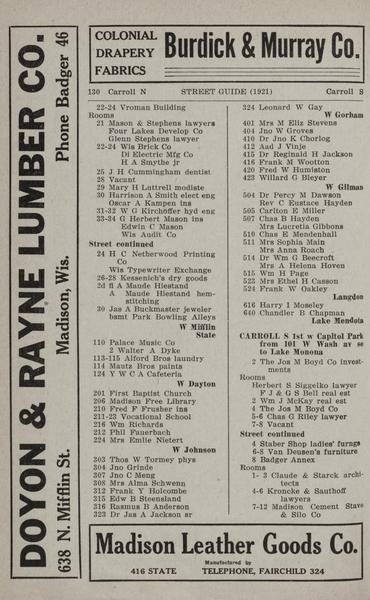 COLONIAL
DRAPERY
FABRICS
Burdick & Murray Co.
DOYON & RAYNE LUMBER CO.
638 N. Mifflin St. Madison, Wis. Phone Badger 46
130 Carroll N STREET GUIDE (1921) Carroll S
22-24 Vroman Building
Rooms
21 Mason & Stephens lawyers
Four Lakes Develop Co
Glenn Stephens lawyer
22-24 Wis Brick Co
Di Electric Mfg Co
H A Smythe jr
25 J H Cummingham dentist
28 Vacant
29 Mary H Luttrell modiste
30 Harrison A Smith elect eng
Oscar A Kampen ins
31-32 W G Kirchoffer hyd eng
33-34 G Herbert Mason ins
Edwin C Mason
Wis Audit Co
Street continued
24 H C Netherwood Printing
Co
Wis Typewriter Exchange
26-28 Kessenich's dry goods
2d fl A Maude Hiestand
A Maude Hiestand hem-
stitching
30 Jas A Buckmaster jeweler
bsmt Park Bowling Alleys
W Mifflin
State
110 Palace Music Co
2 Walter A Dyke
113-115 Alford Bros laundry
114 Mautz Bros paints
124 Y W C A Cafeteria
W Dayton
201 First Baptist Church
206 Madison Free Library
210 Fred F Frusher ins
211-23 Vocational School
216 Wm Richards
212 Phil Fauerbach
224 Mrs Emlie Nietert
W Johnson
303 Thos W Tormey phys
304 Jno Grinde
307 Jno C Meng
308 Mrs Alma Schwenn
312 Frank Y Holcombe
315 Edw B Steensland
316 Rasmus B Anderson
323 Dr Jas A Jackson sr
324 Leonard W Gay
W Gorham
401 Mrs M Eliz Stevens
404 Jno W Groves
410 Dr Jno K Chorlog
412 Aad J Vinje
415 Dr Reginald H Jackson
416 Frank M Wootton
420 Fred W Humiston
423 Willard G Bleyer
W Gilman
504 Dr Percy M Dawson
Rev C Eustace Hayden
505 Carlton E Miller
507 Chas B Hayden
Mrs Lucretia Gibbons
510 Chas E Mendenhall
511 Mrs Sophia Main
Mrs Anna Roach
514 Dr Wm G Beecroft
Mrs A Helena Hoven
515 Wm H Page
523 Mrs Ethel H Casson
524 Frank W Oakley
Langdon
616 Harry I Moseley
640 Chandler B Chapman
Lake Mendota
CARROLL S 1st w Capitol Park
from 101 W Wash av se
to Lake Monona
2 The Jos M Boyd Co invest-
ments
Rooms
Herbert S Siggelko lawyer
F J & G S Bell real est
2 Wm J McKay real est
4 The Jos M Boyd Co
5-6 Chas G Riley lawyer
7-8 Vacant
Street continued
4 Staber Shop ladies' furngs
6-8 Van Deusen's furniture
8 Badger Annex
Rooms
1- 3 Claude & Starck archi-
tects
4-6 Kroncke & Sauthoff
lawyers
7-12 Madison Cement Stave
& Silo Co
Madison Leather Goods Co.
Manufactured by
416 STATE TELEPHONE, FAIRCHILD 324